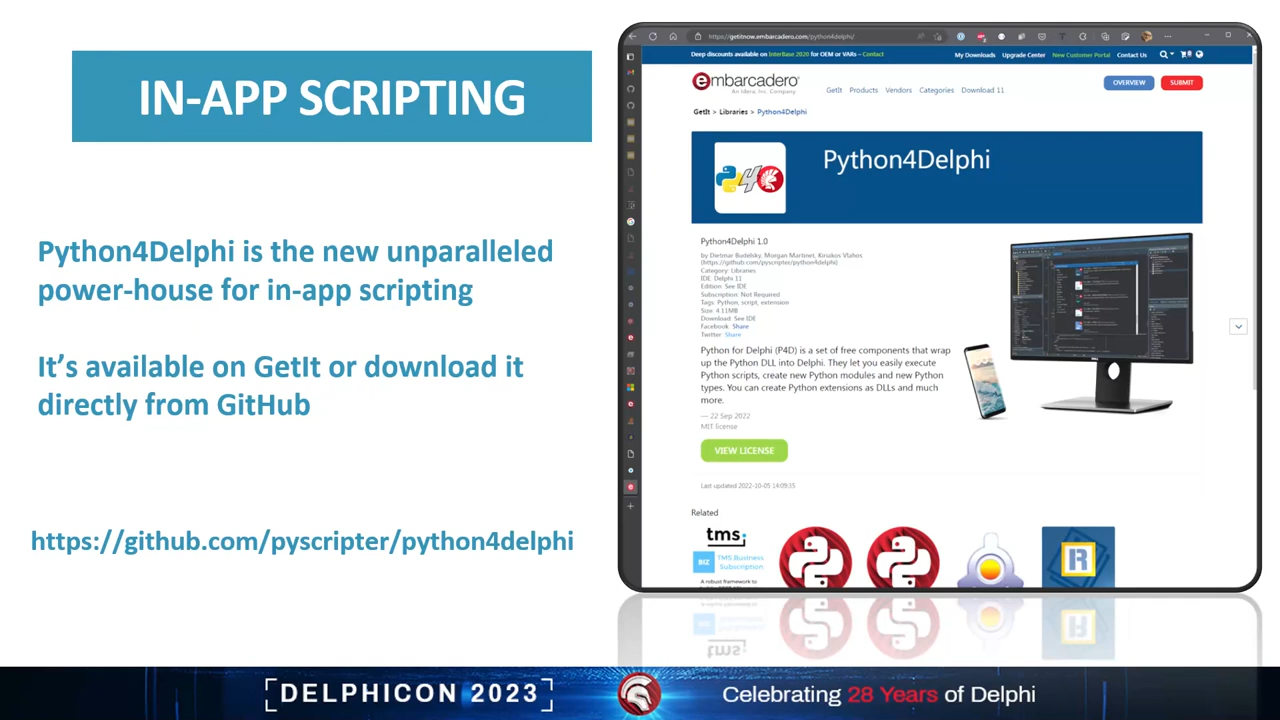 IN-APP SCRIPTING
Python4Delphi is the new unparalleled
power-house for in-app scripting
It’s available on GetIt or download it
directly from GitHub
https://github.com/pyscripter/python4delphi
https://getitnow.embarcadero.com/python4delphi/
Deep discounts available on InterBase 2020 for OEM or VARs – Contact
My Downloads Upgrade Center New Customer Portal Contact Us
embarcadero
An Idera, Inc. Company
GetIt Products Vendors Categories Download 11
OVERVIEW SUBMIT
GetIt > Libraries > Python4Delphi
Python4Delphi
Python4Delphi 1.0
by Dietmar Budelsky, Morgan Martinet, Kiriakos Vlahos
(https://github.com/pyscripter/python4delphi)
Category: Libraries
IDE: Delphi 11
Edition: See IDE
Subscription: Not Required
Tags: Python, script, extension
Size: 4.11MB
Download: See IDE
Facebook: Share
Twitter: Share
Python for Delphi (P4D) is a set of free components that wrap
up the Python DLL into Delphi. They let you easily execute
Python scripts, create new Python modules and new Python
types. You can create Python extensions as DLLs and much
more.
— 22 Sep 2022
MIT license
VIEW LICENSE
Last updated 2022-10-05 14:09:35
Related
tms
BIZ TMS Business
Subscription
A robust framework to
[DELPHICON 2023]
Celebrating 28 Years of Delphi